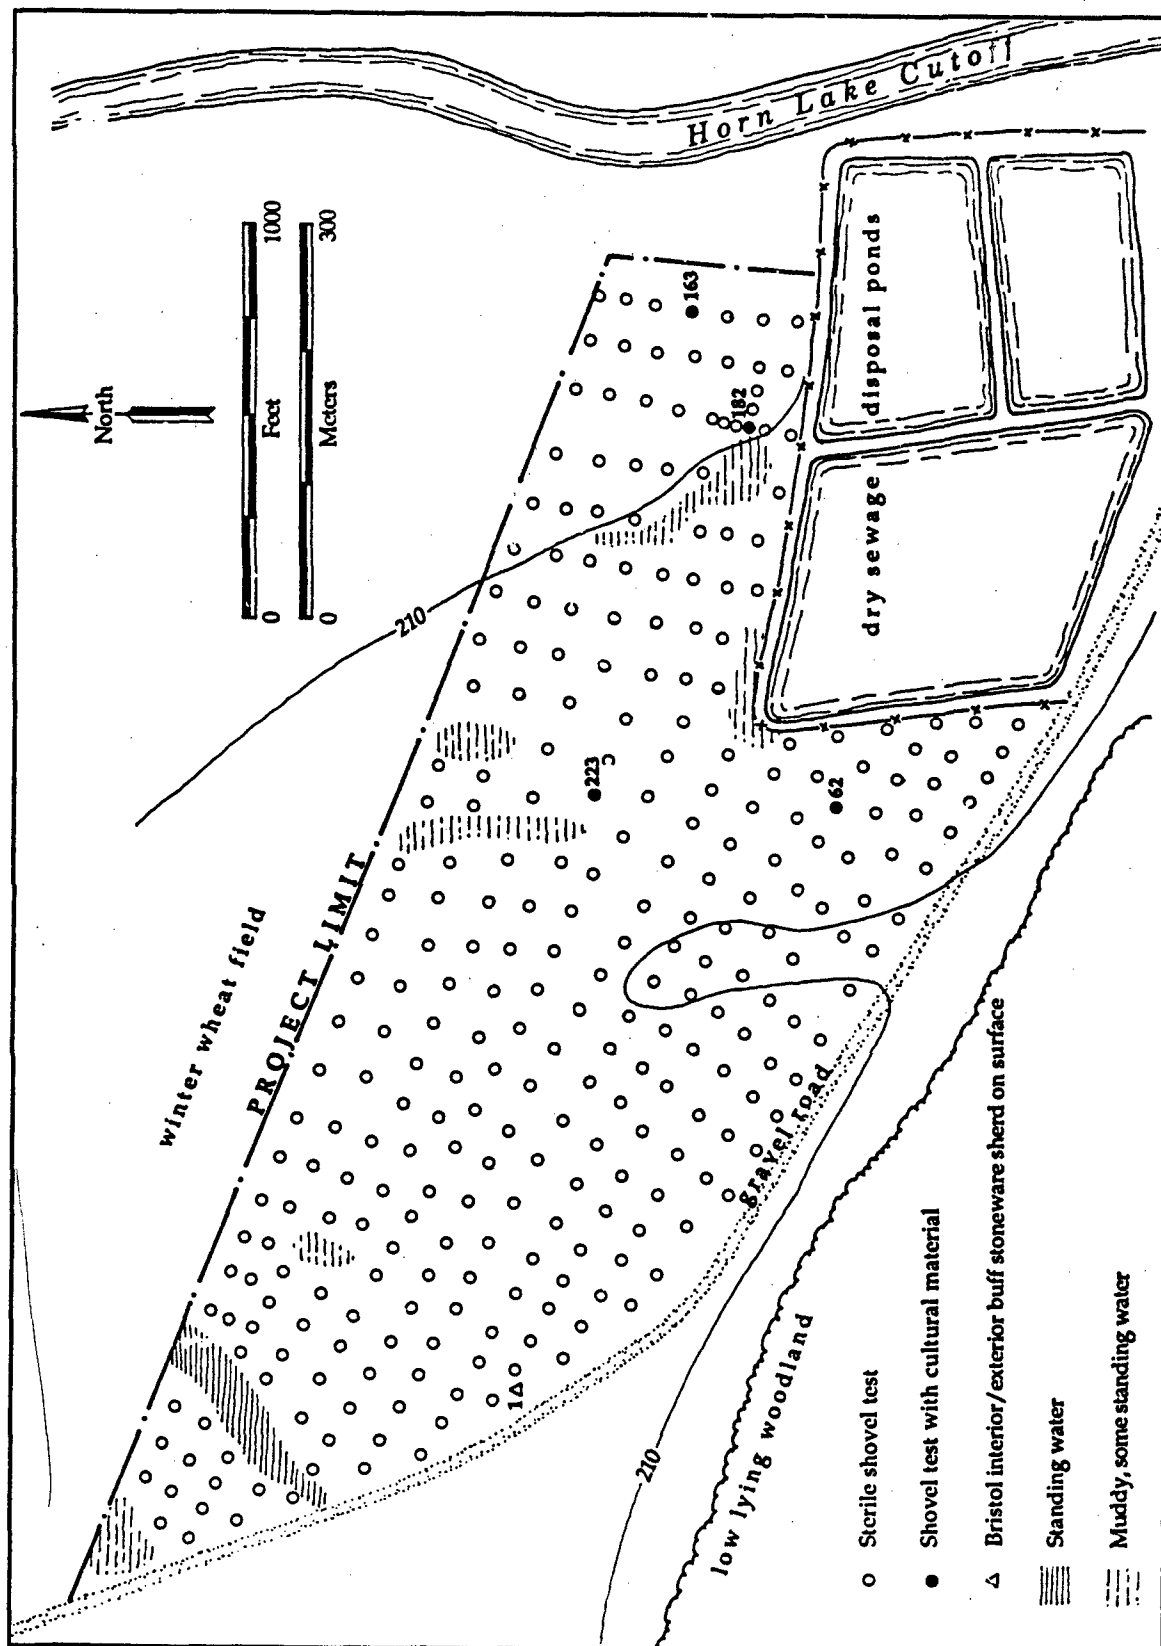 Horn Lake Cutoff
North
0 1000
Feet
0 300
Meters
winter wheat field
PROJECT LIMIT
210
163
182
223
62
1
dry sewage disposal ponds
gravel road
210
low lying woodland
Sterile shovel test
Shovel test with cultural material
Bristol interior/exterior buff stoneware sherd on surface
Standing water
Muddy, some standing water